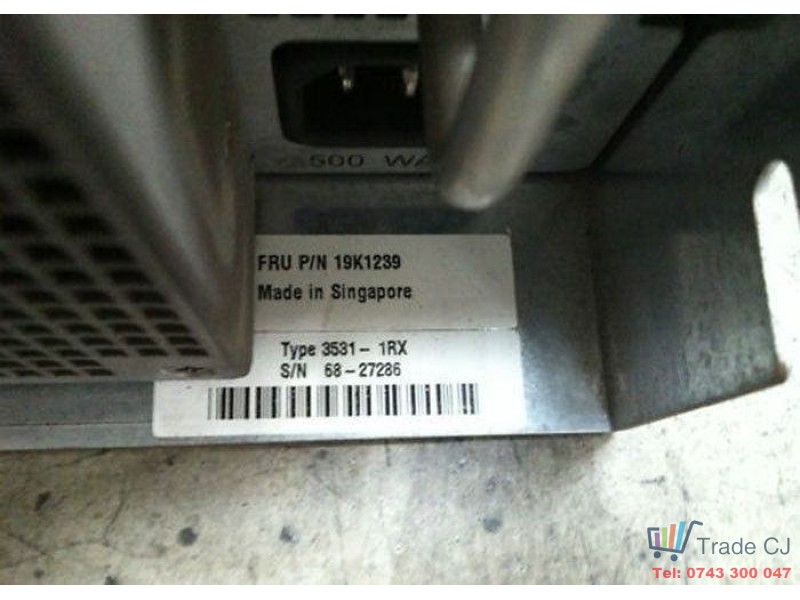 500 WA
FRU P/N 19K1239
Made in Singapore
Type 3531-1RX
S/N 68-27286
Trade CJ
Tel: 0743 300 047